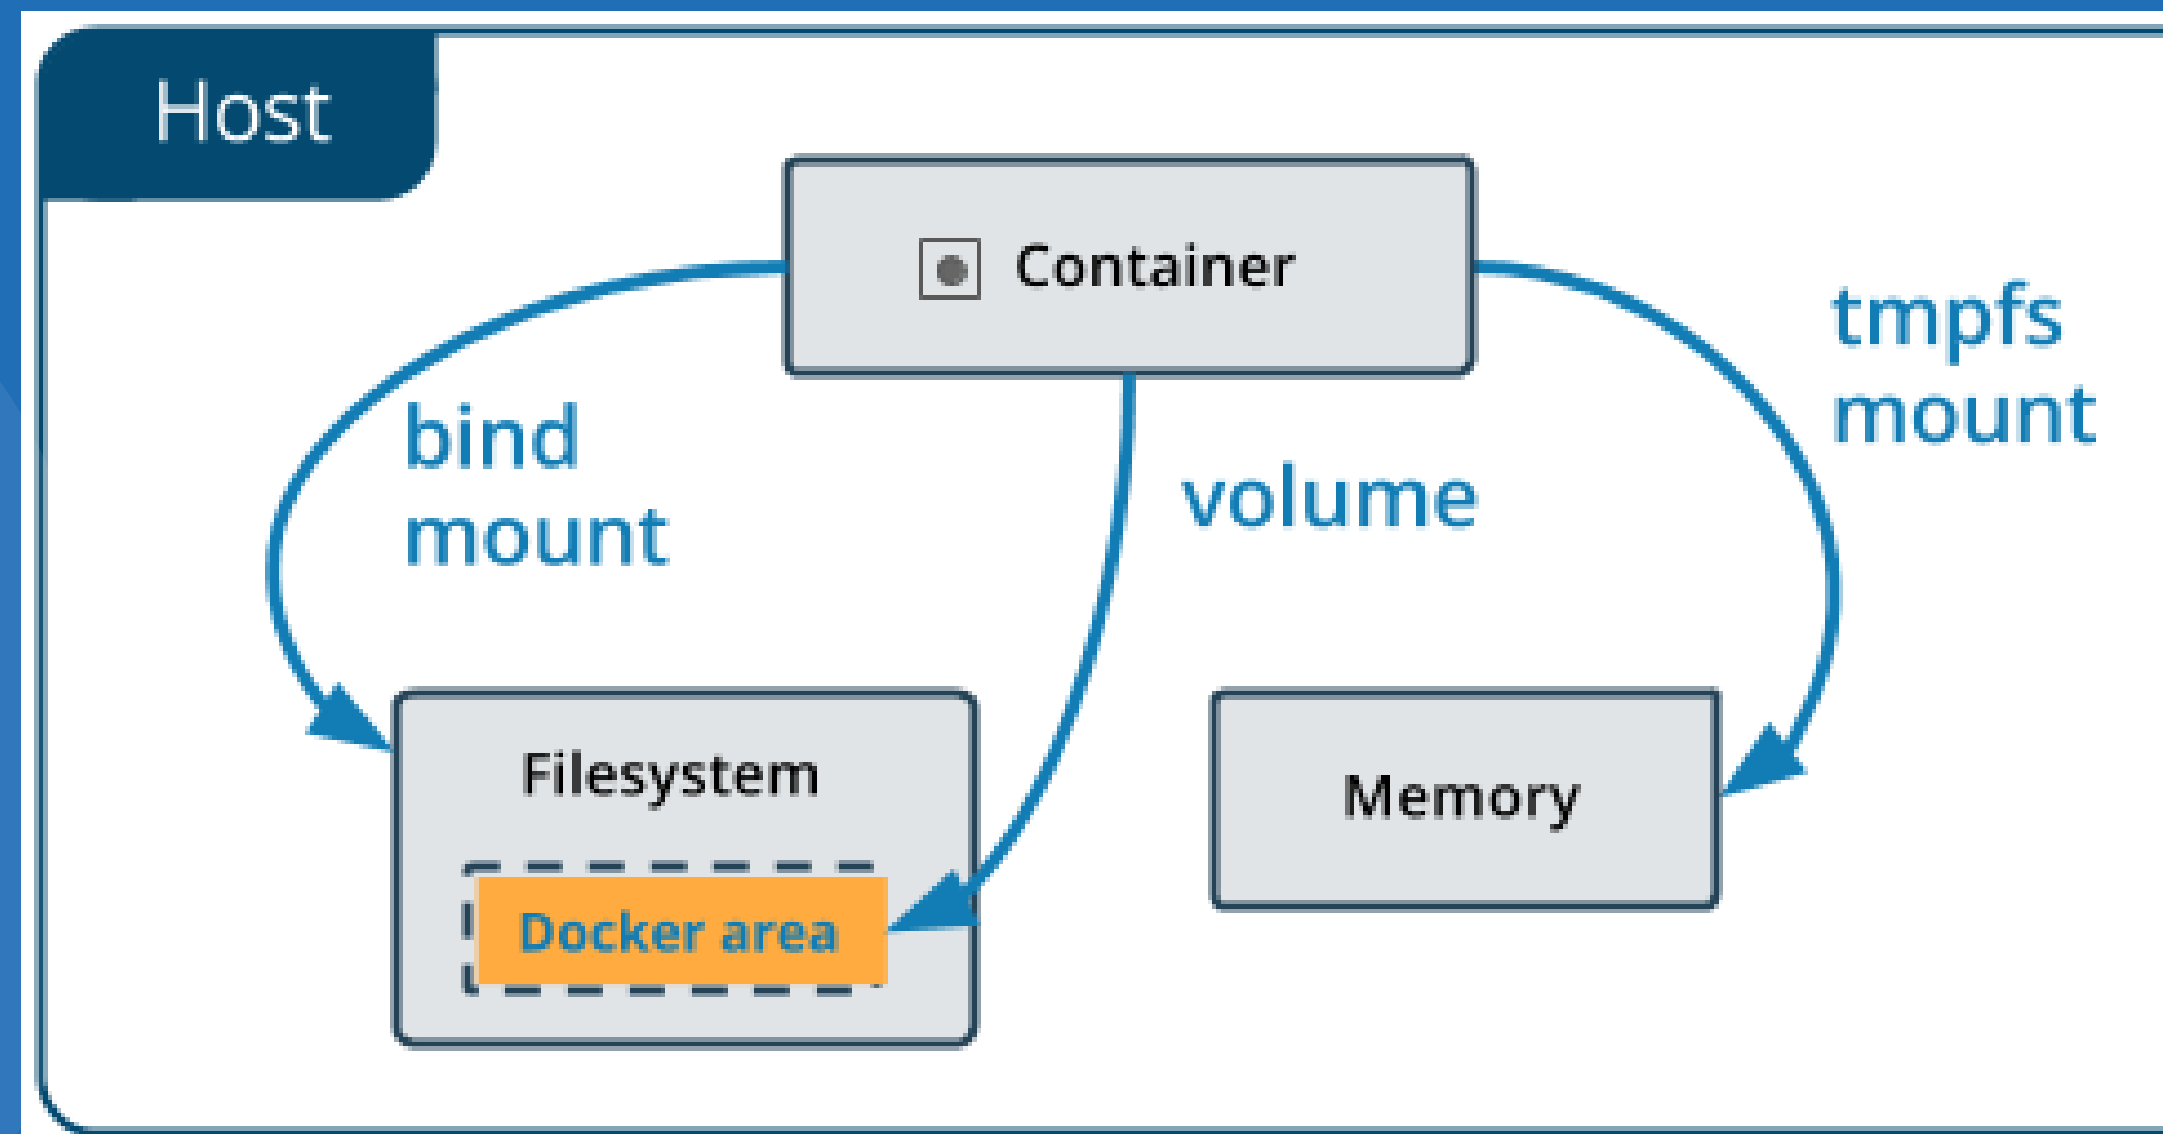 Host
Container
tmpfs
mount
bind
mount
volume
Filesystem
Memory
Docker area